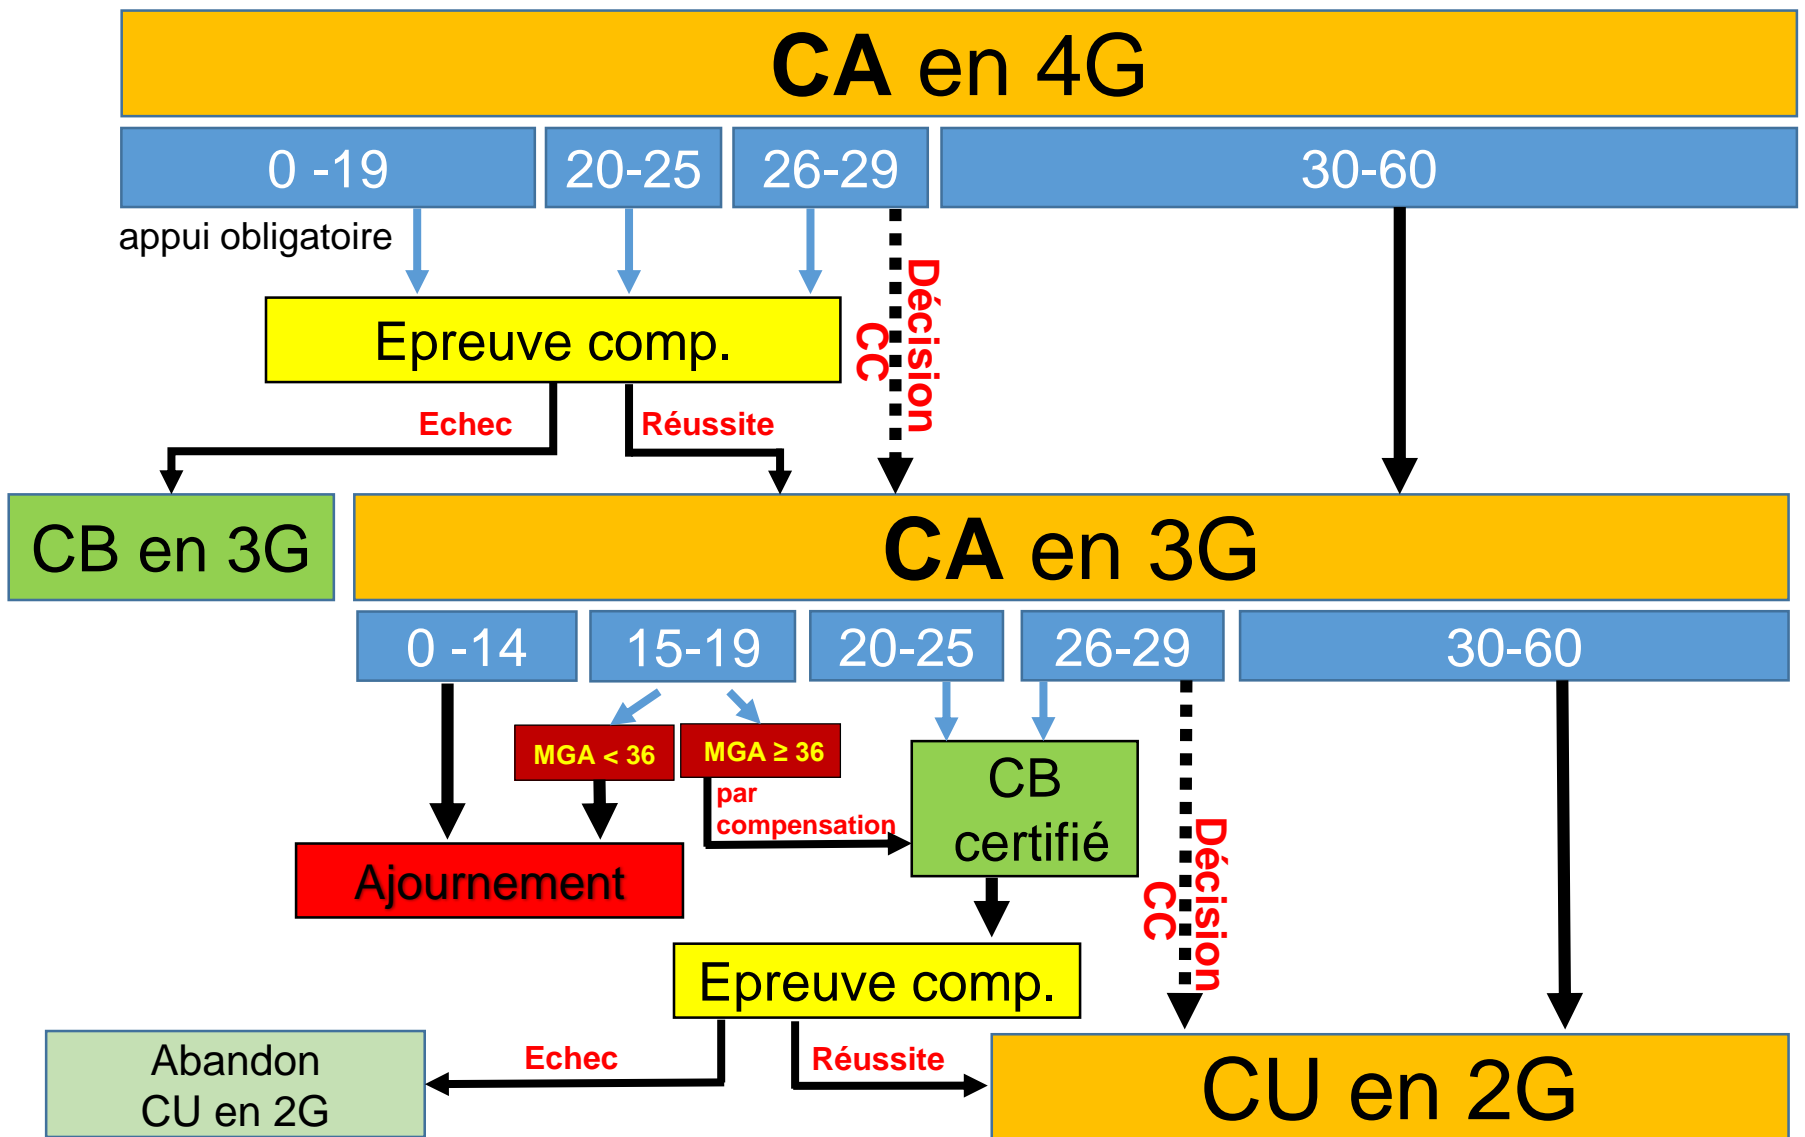 CA en 4G
0 -19
20-25
26-29
30-60
appui obligatoire
Décision
CC
Epreuve comp.
Echec
Réussite
CB en 3G
CA en 3G
0 -14
15-19
20-25
26-29
30-60
MGA < 36
MGA ≥ 36
par
compensation
CB
certifié
Décision
CC
Ajournement
Epreuve comp.
Echec
Réussite
Abandon
CU en 2G
CU en 2G